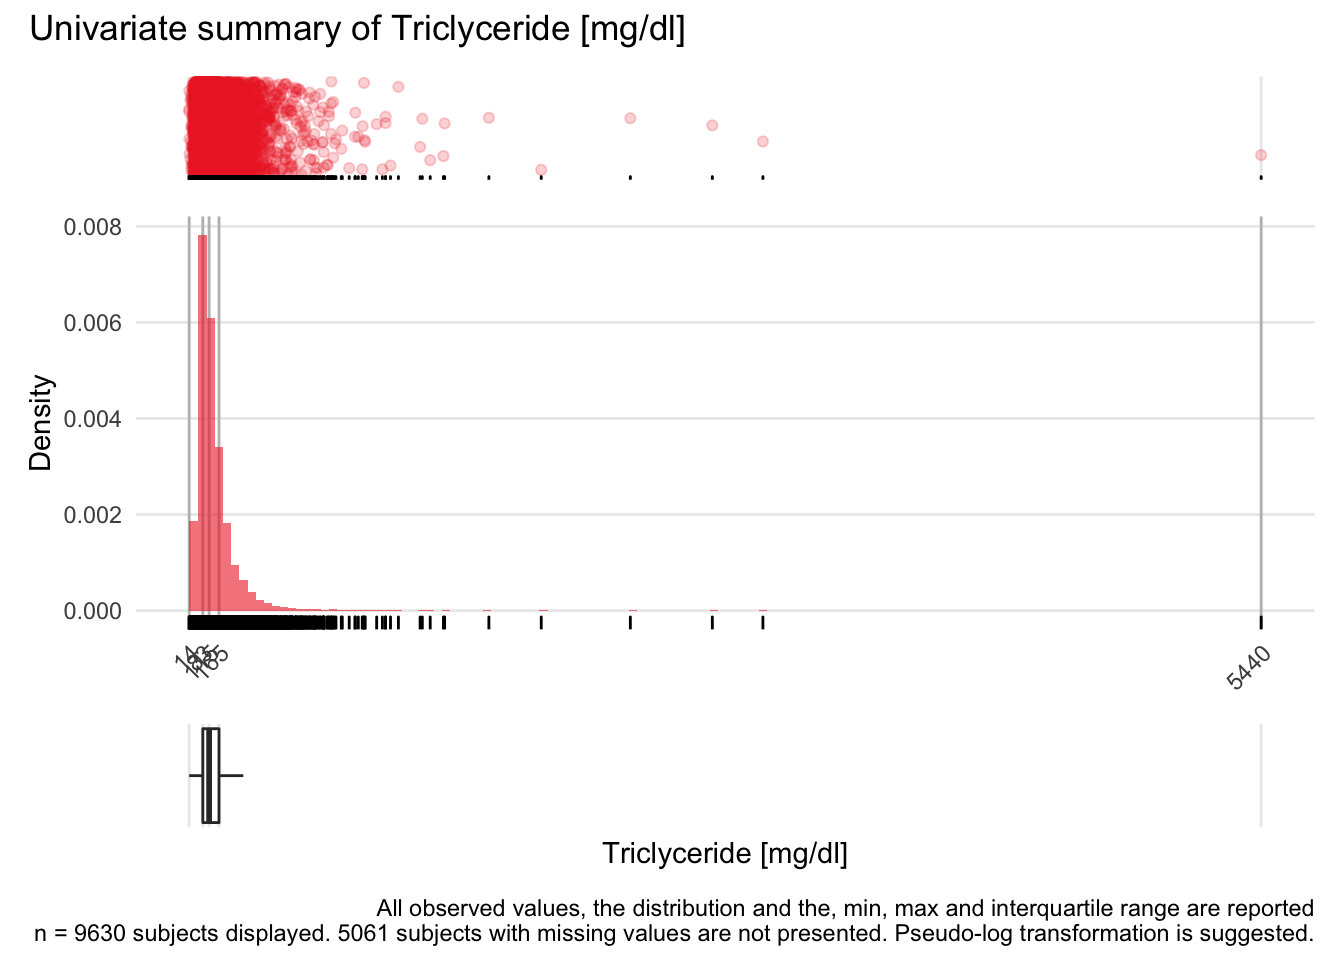 Univariate summary of Triclyceride [mg/dl]
0.008
0.006
0.004
0.002
0.000
Density
14
165
5440
Triclyceride [mg/dl]
All observed values, the distribution and the, min, max and interquartile range are reported
n = 9630 subjects displayed. 5061 subjects with missing values are not presented. Pseudo-log transformation is suggested.